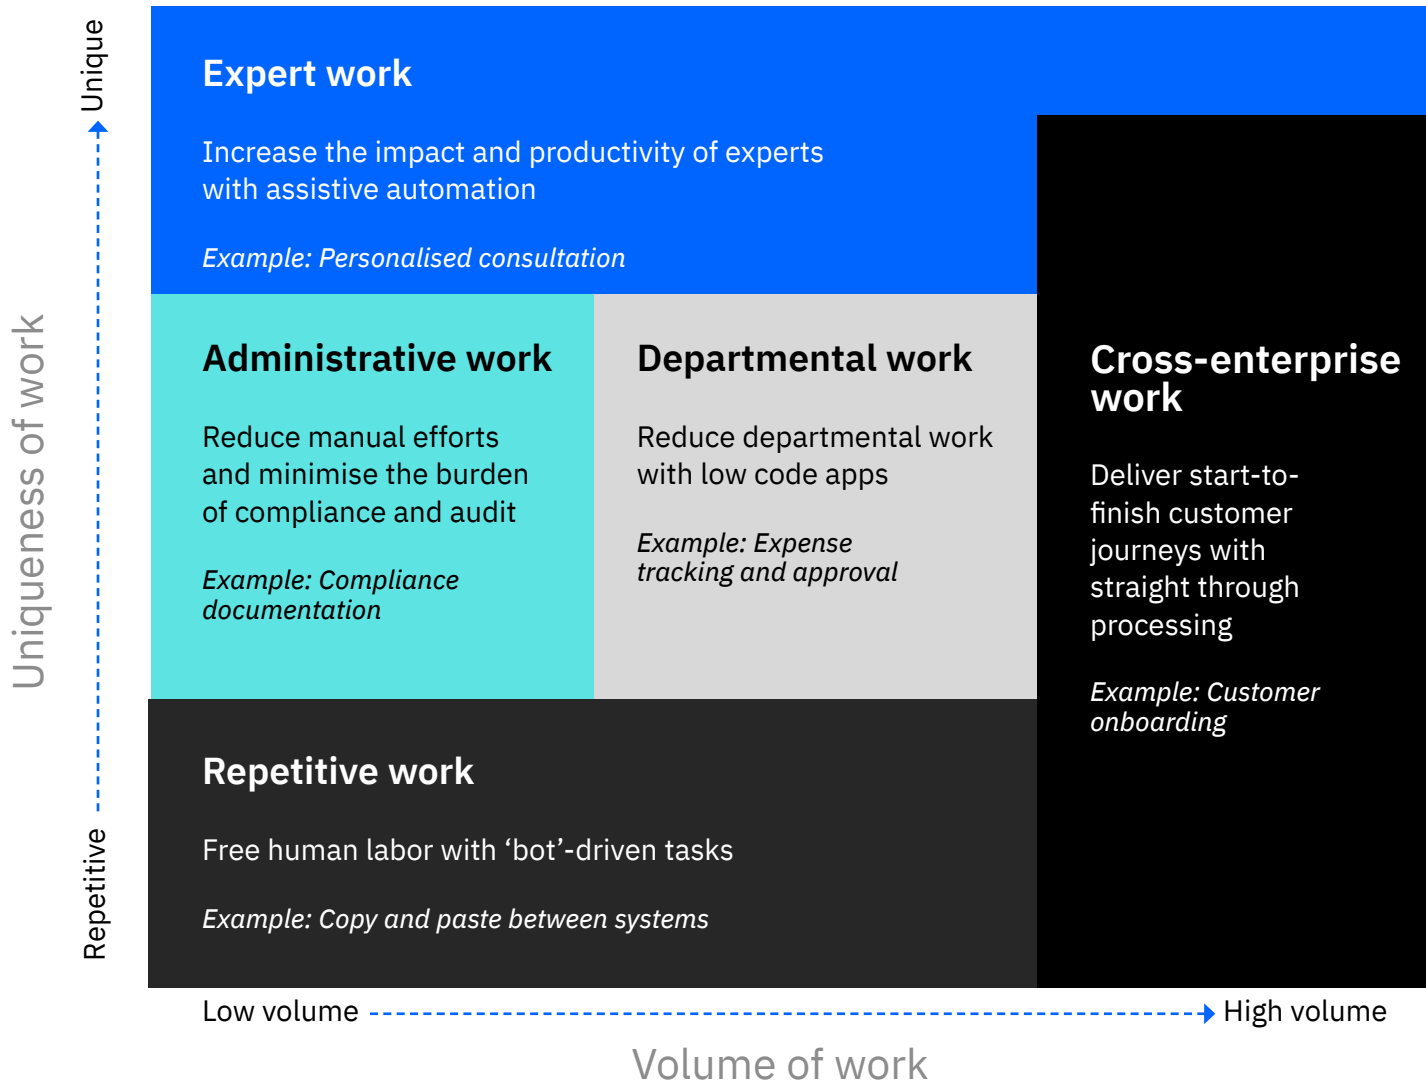 Uniqueness of work
Unique
Repetitive
Expert work
Increase the impact and productivity of experts
with assistive automation
Example: Personalised consultation
Administrative work
Reduce manual efforts
and minimise the burden
of compliance and audit
Example: Compliance
documentation
Departmental work
Reduce departmental work
with low code apps
Example: Expense
tracking and approval
Cross-enterprise
work
Deliver start-to-
finish customer
journeys with
straight through
processing
Example: Customer
onboarding
Repetitive work
Free human labor with ‘bot’-driven tasks
Example: Copy and paste between systems
Low volume
High volume
Volume of work